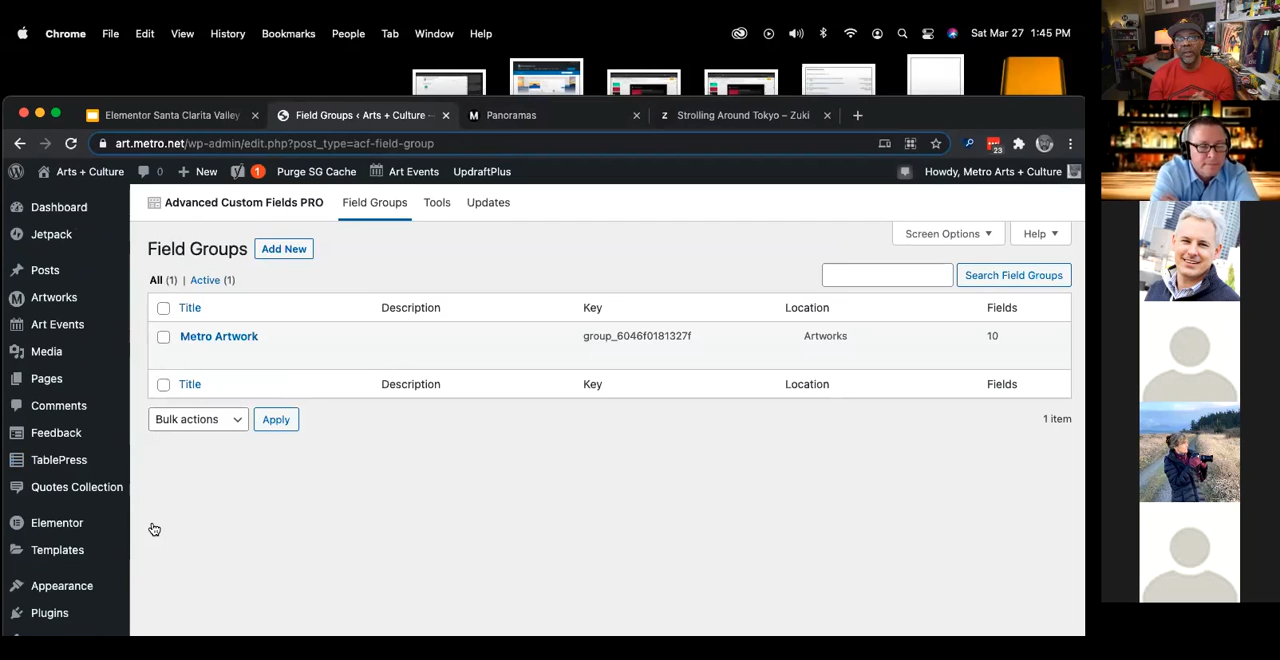 Chrome File Edit View History Bookmarks People Tab Window Help Sat Mar 27 1:45 PM
Elementor Santa Clarita Valley Field Groups ‹ Arts + Culture - M Panoramas Z Strolling Around Tokyo – Zuki
art.metro.net/wp-admin/edit.php?post_type=acf-field-group 23
Arts + Culture 0 New 1 Purge SG Cache Art Events UpdraftPlus Howdy, Metro Arts + Culture
Dashboard
Jetpack
Posts
Artworks
Art Events
Media
Pages
Comments
Feedback
TablePress
Quotes Collection
Elementor
Templates
Appearance
Plugins
Advanced Custom Fields PRO Field Groups Tools Updates
Screen Options Help
Field Groups Add New
All (1) | Active (1)
Search Field Groups
Title Description Key Location Fields
Metro Artwork group_6046f0181327f Artworks 10
Title Description Key Location Fields
Bulk actions Apply 1 item